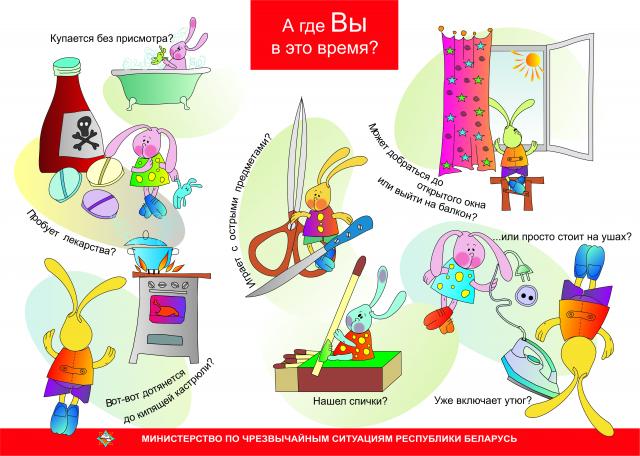 А где Вы
в это время?
Купается без присмотра?
Пробует лекарства?
Играет с острыми предметами?
Может добраться до
открытого окна
или выйти на балкон?
...или просто стоит на ушах?
Вот-вот дотянется
до кипящей кастрюли?
Нашел спички?
Уже включает утюг?
МИНИСТЕРСТВО ПО ЧРЕЗВЫЧАЙНЫМ СИТУАЦИЯМ РЕСПУБЛИКИ БЕЛАРУСЬ